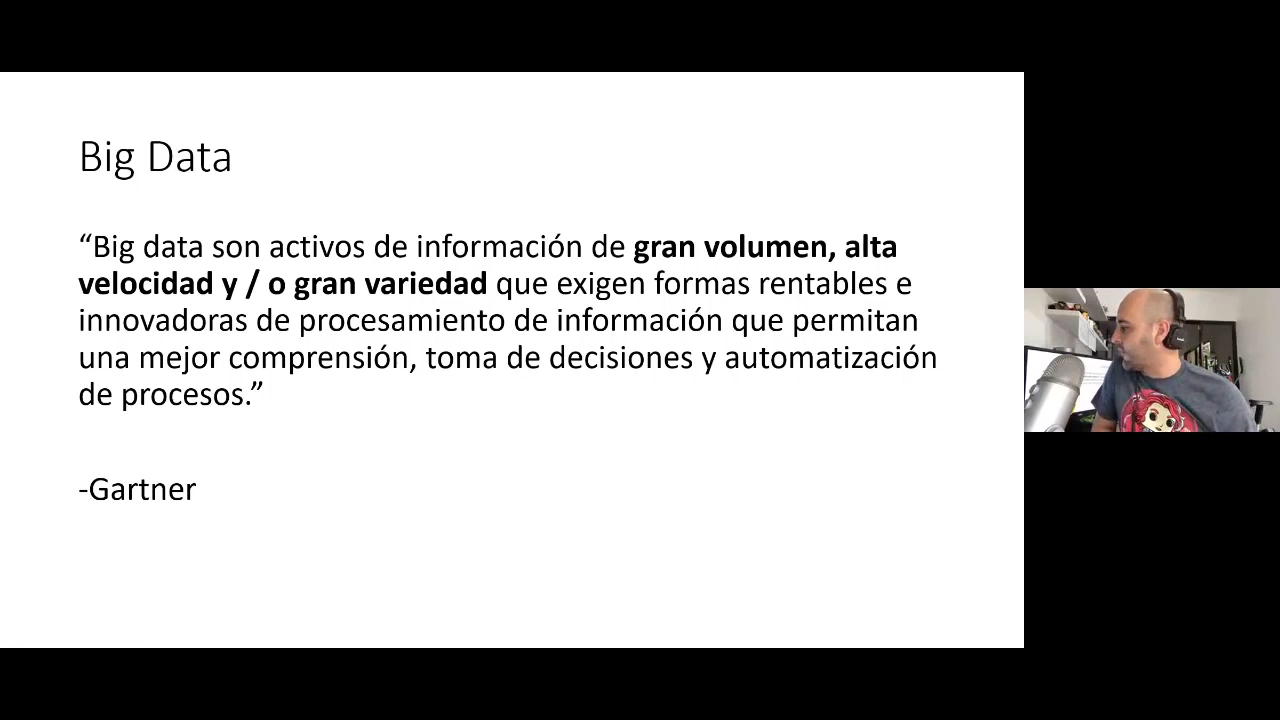 Big Data
“Big data son activos de información de gran volumen, alta
velocidad y / o gran variedad que exigen formas rentables e
innovadoras de procesamiento de información que permitan
una mejor comprensión, toma de decisiones y automatización
de procesos.”
-Gartner